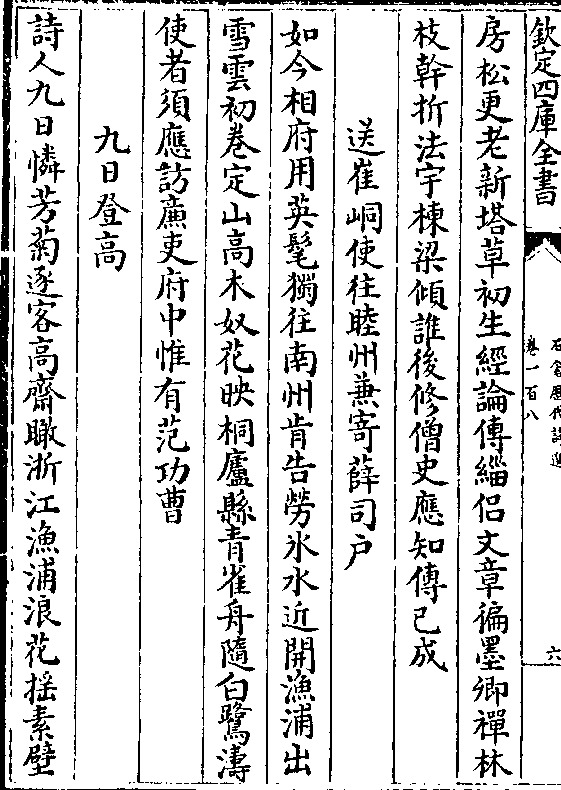 欽定四庫全書
石倉歷代詩選
卷一百八
六
房松更老新塔草初生經論傳緇侣文章徧墨卿禪林
枝幹折法宇棟梁傾誰後修僧史應知傳已成
送崔峒使往睦州兼寄薛司户
如今相府用英髦獨往南州肯告勞氷水近開漁浦出
雪雲初卷定山高木奴花映桐廬縣青雀舟隨白鷺濤
使者須應訪廉吏府中惟有范功曹
九日登高
詩人九日憐芳菊逐客高齋瞰浙江漁浦浪花揺素壁